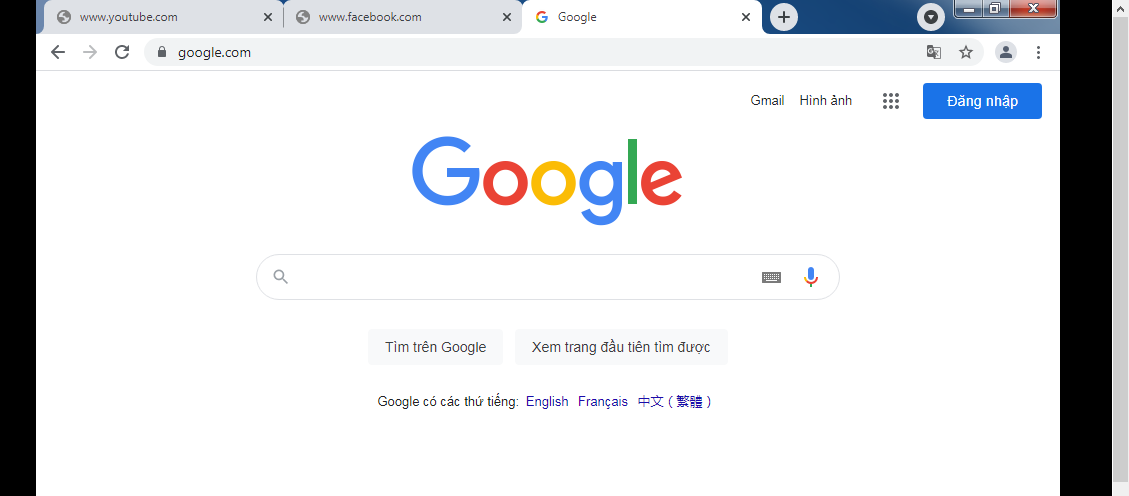 www.youtube.com www.facebook.com Google
google.com
Gmail Hình ảnh Đăng nhập
Google
Tìm trên Google Xem trang đầu tiên tìm được
Google có các thứ tiếng: English Français 中文 ( 繁體 )